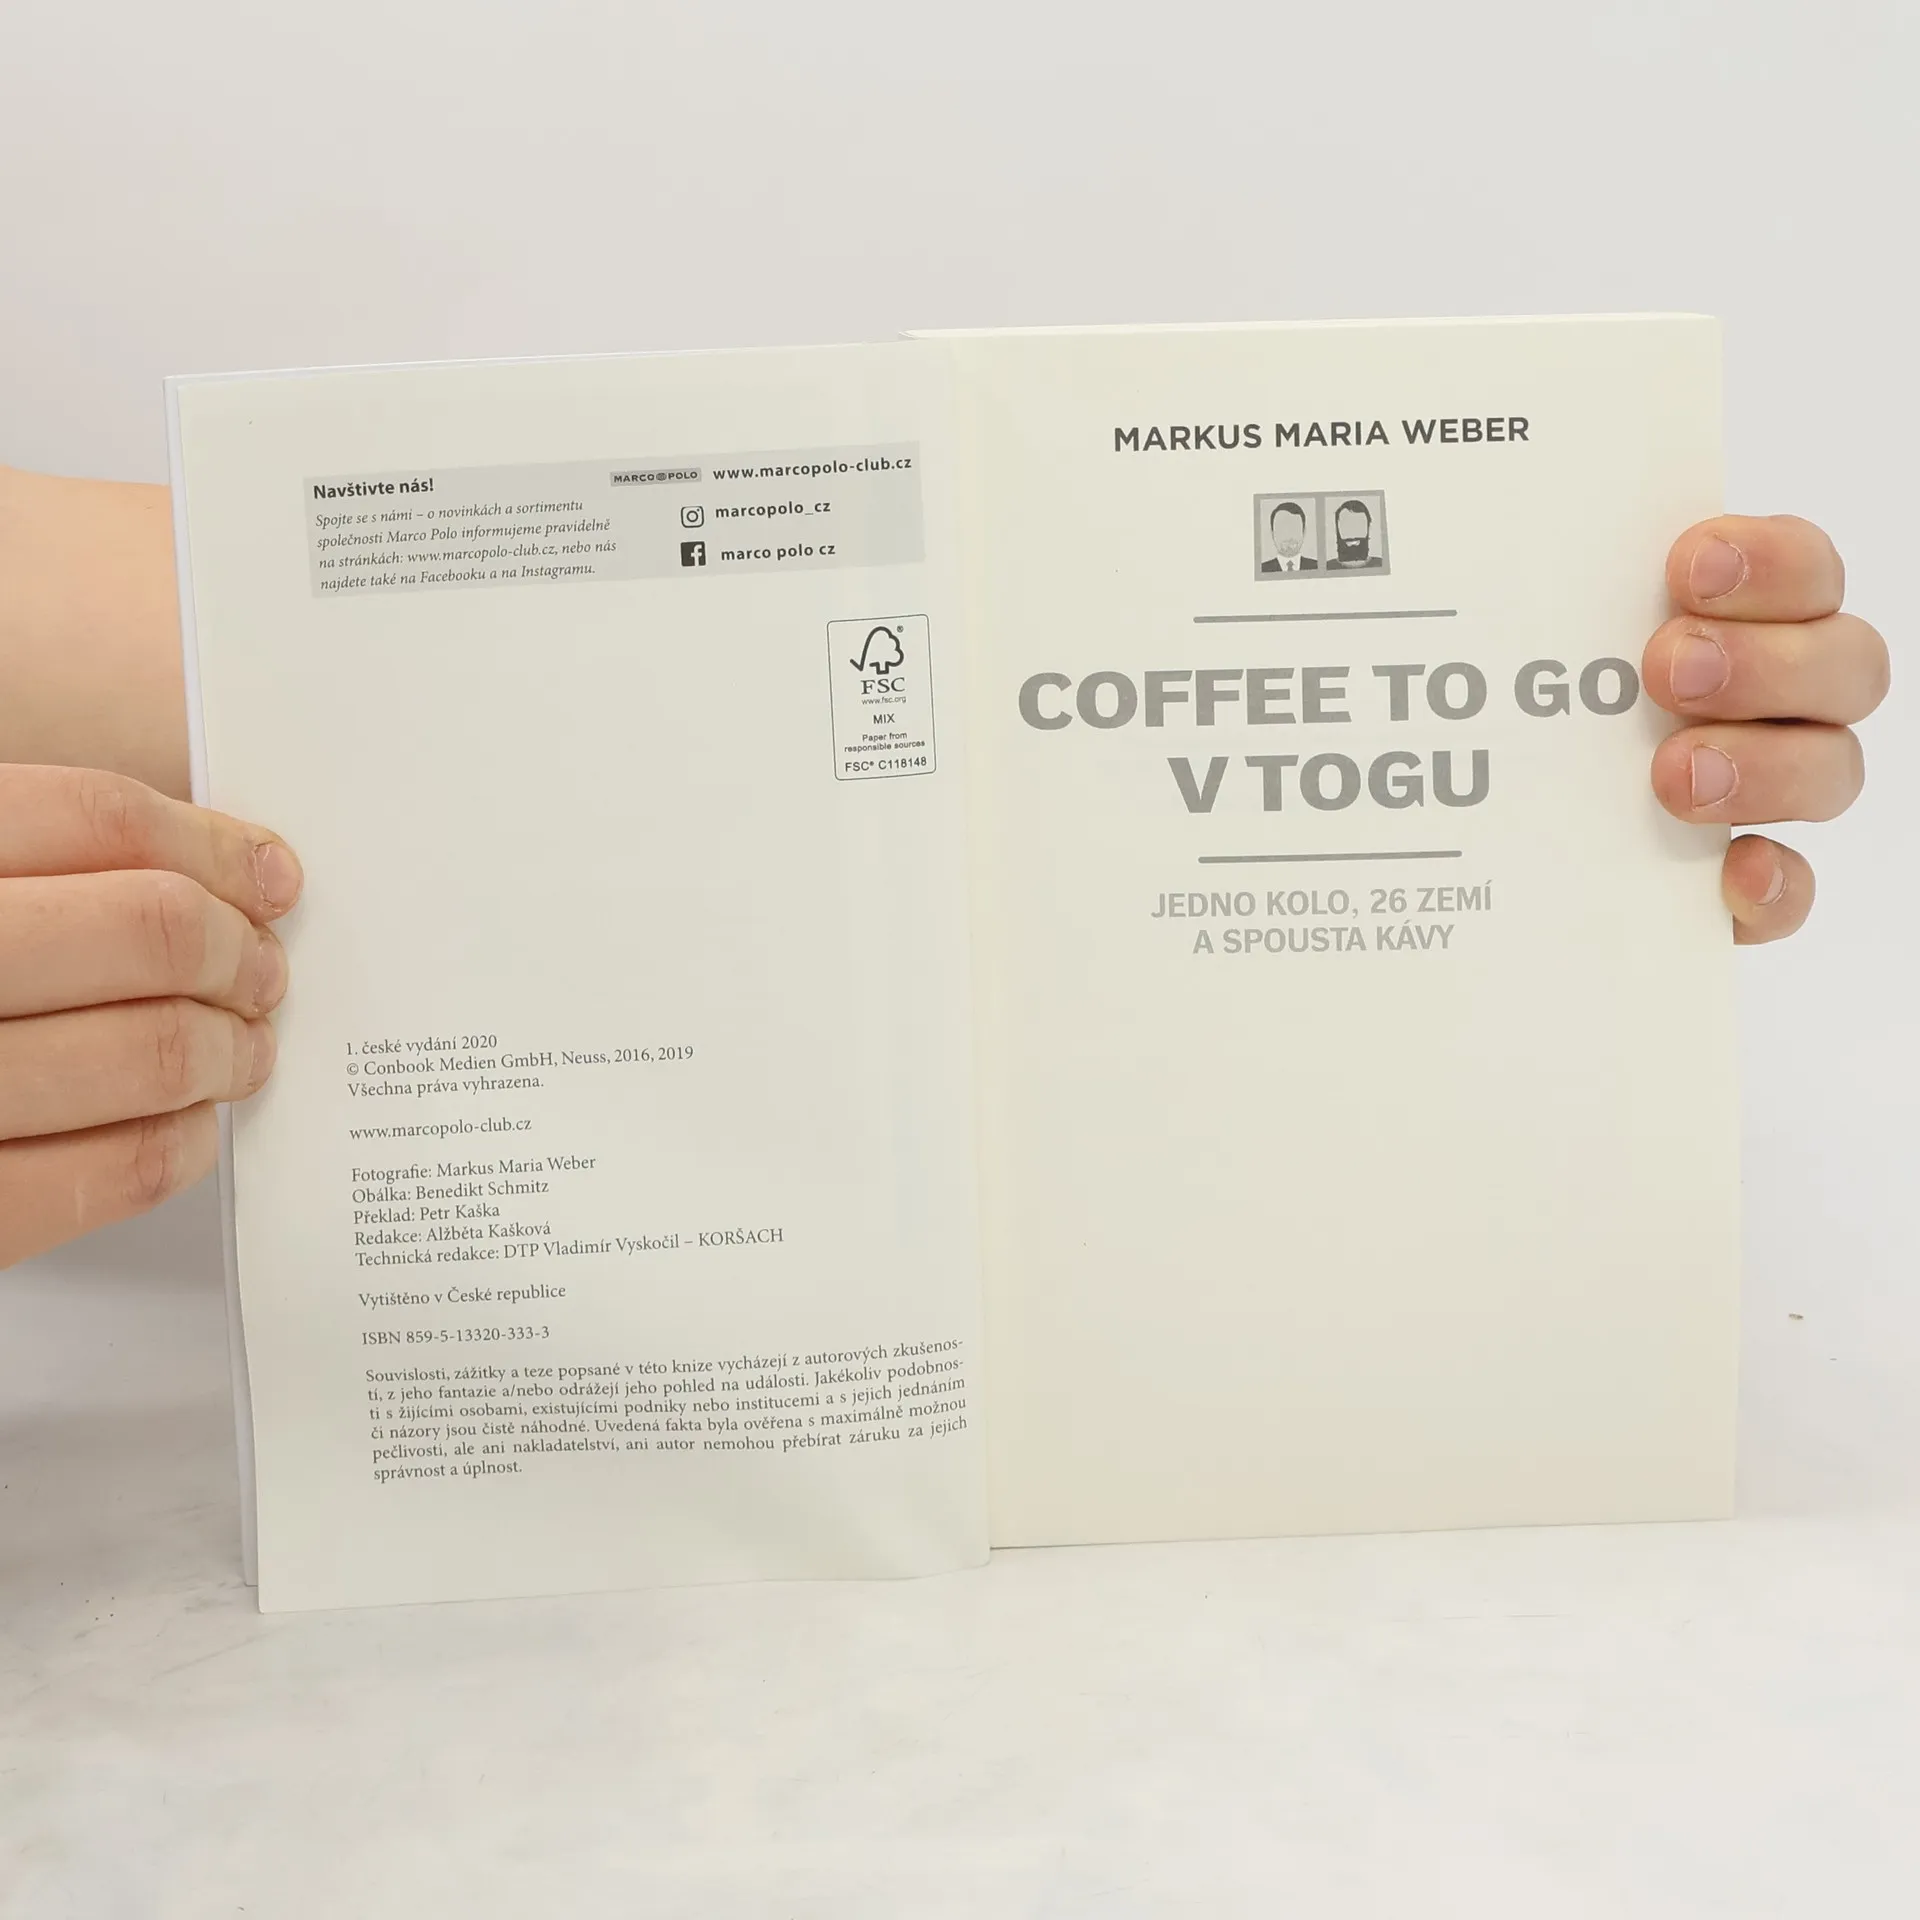 Navštivte nás!
Spojte se s námi – o novinkách a sortimentu
společnosti Marco Polo informujeme pravidelně
na stránkách: www.marcopolo-club.cz, nebo nás
najdete také na Facebooku a na Instagramu.
MARCO POLO www.marcopolo-club.cz
marcopolo_cz
marco polo cz
FSC®
www.fsc.org
MIX
Paper from
responsible sources
FSC® C118148
1. české vydání 2020
© Conbook Medien GmbH, Neuss, 2016, 2019
Všechna práva vyhrazena.
www.marcopolo-club.cz
Fotografie: Markus Maria Weber
Obálka: Benedikt Schmitz
Překlad: Petr Kaška
Redakce: Alžběta Kašková
Technická redakce: DTP Vladimír Vyskočil – KORŠACH
Vytištěno v České republice
ISBN 859-5-13320-333-3
Souvislosti, zážitky a teze popsané v této knize vycházejí z autorových zkušenos-
tí, z jeho fantazie a/nebo odrážejí jeho pohled na události. Jakékoliv podobnos-
ti s žijícími osobami, existujícími podniky nebo institucemi a s jejich jednáním
či názory jsou čistě náhodné. Uvedená fakta byla ověřena s maximálně možnou
pečlivostí, ale ani nakladatelství, ani autor nemohou přebírat záruku za jejich
správnost a úplnost.
MARKUS MARIA WEBER
COFFEE TO GO
V TOGU
JEDNO KOLO, 26 ZEMÍ
A SPOUSTA KÁVY